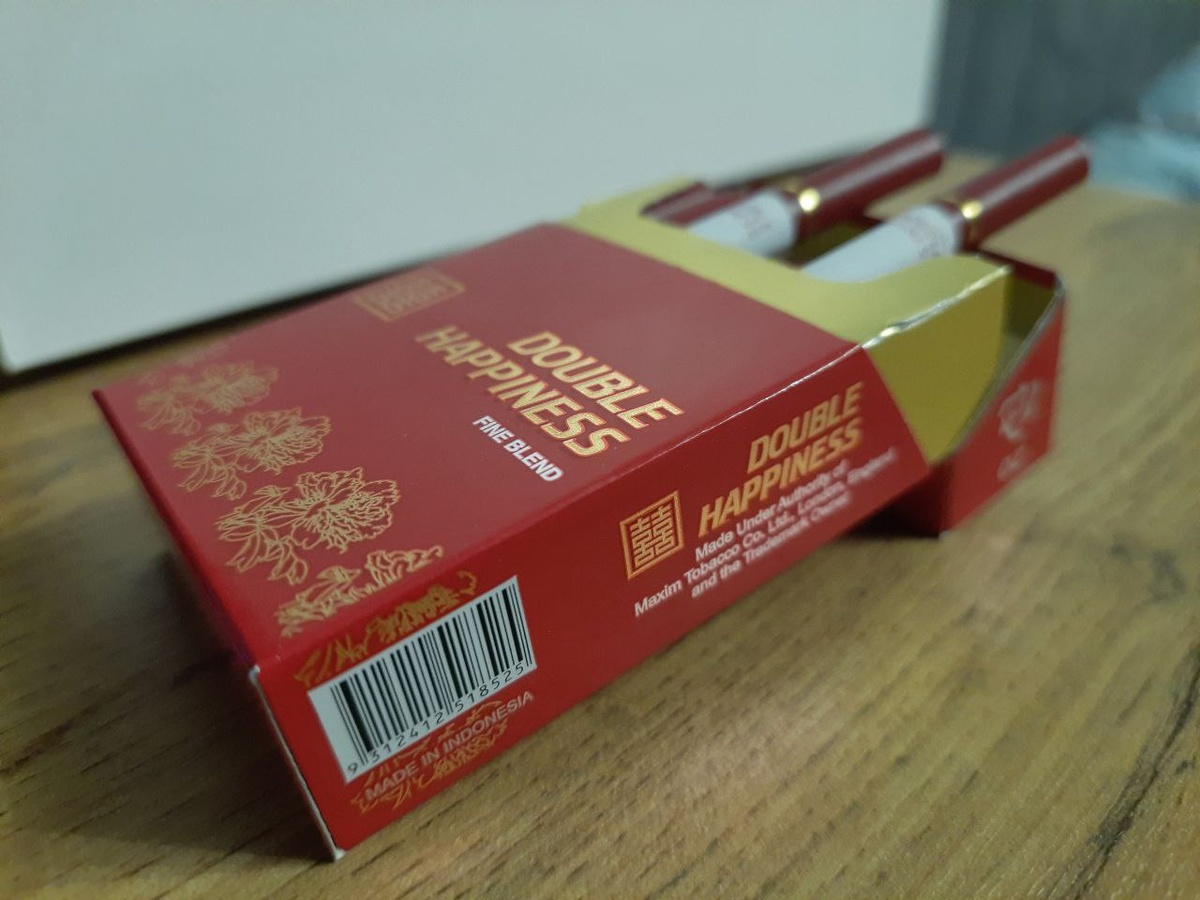 DOUBLE
HAPPINESS
FINE BLEND
囍
DOUBLE
HAPPINESS
Made Under Authority of
Maxim Tobacco Co. Ltd., London, England
and the Trademark Owner
9 312412 518525
MADE IN INDONESIA